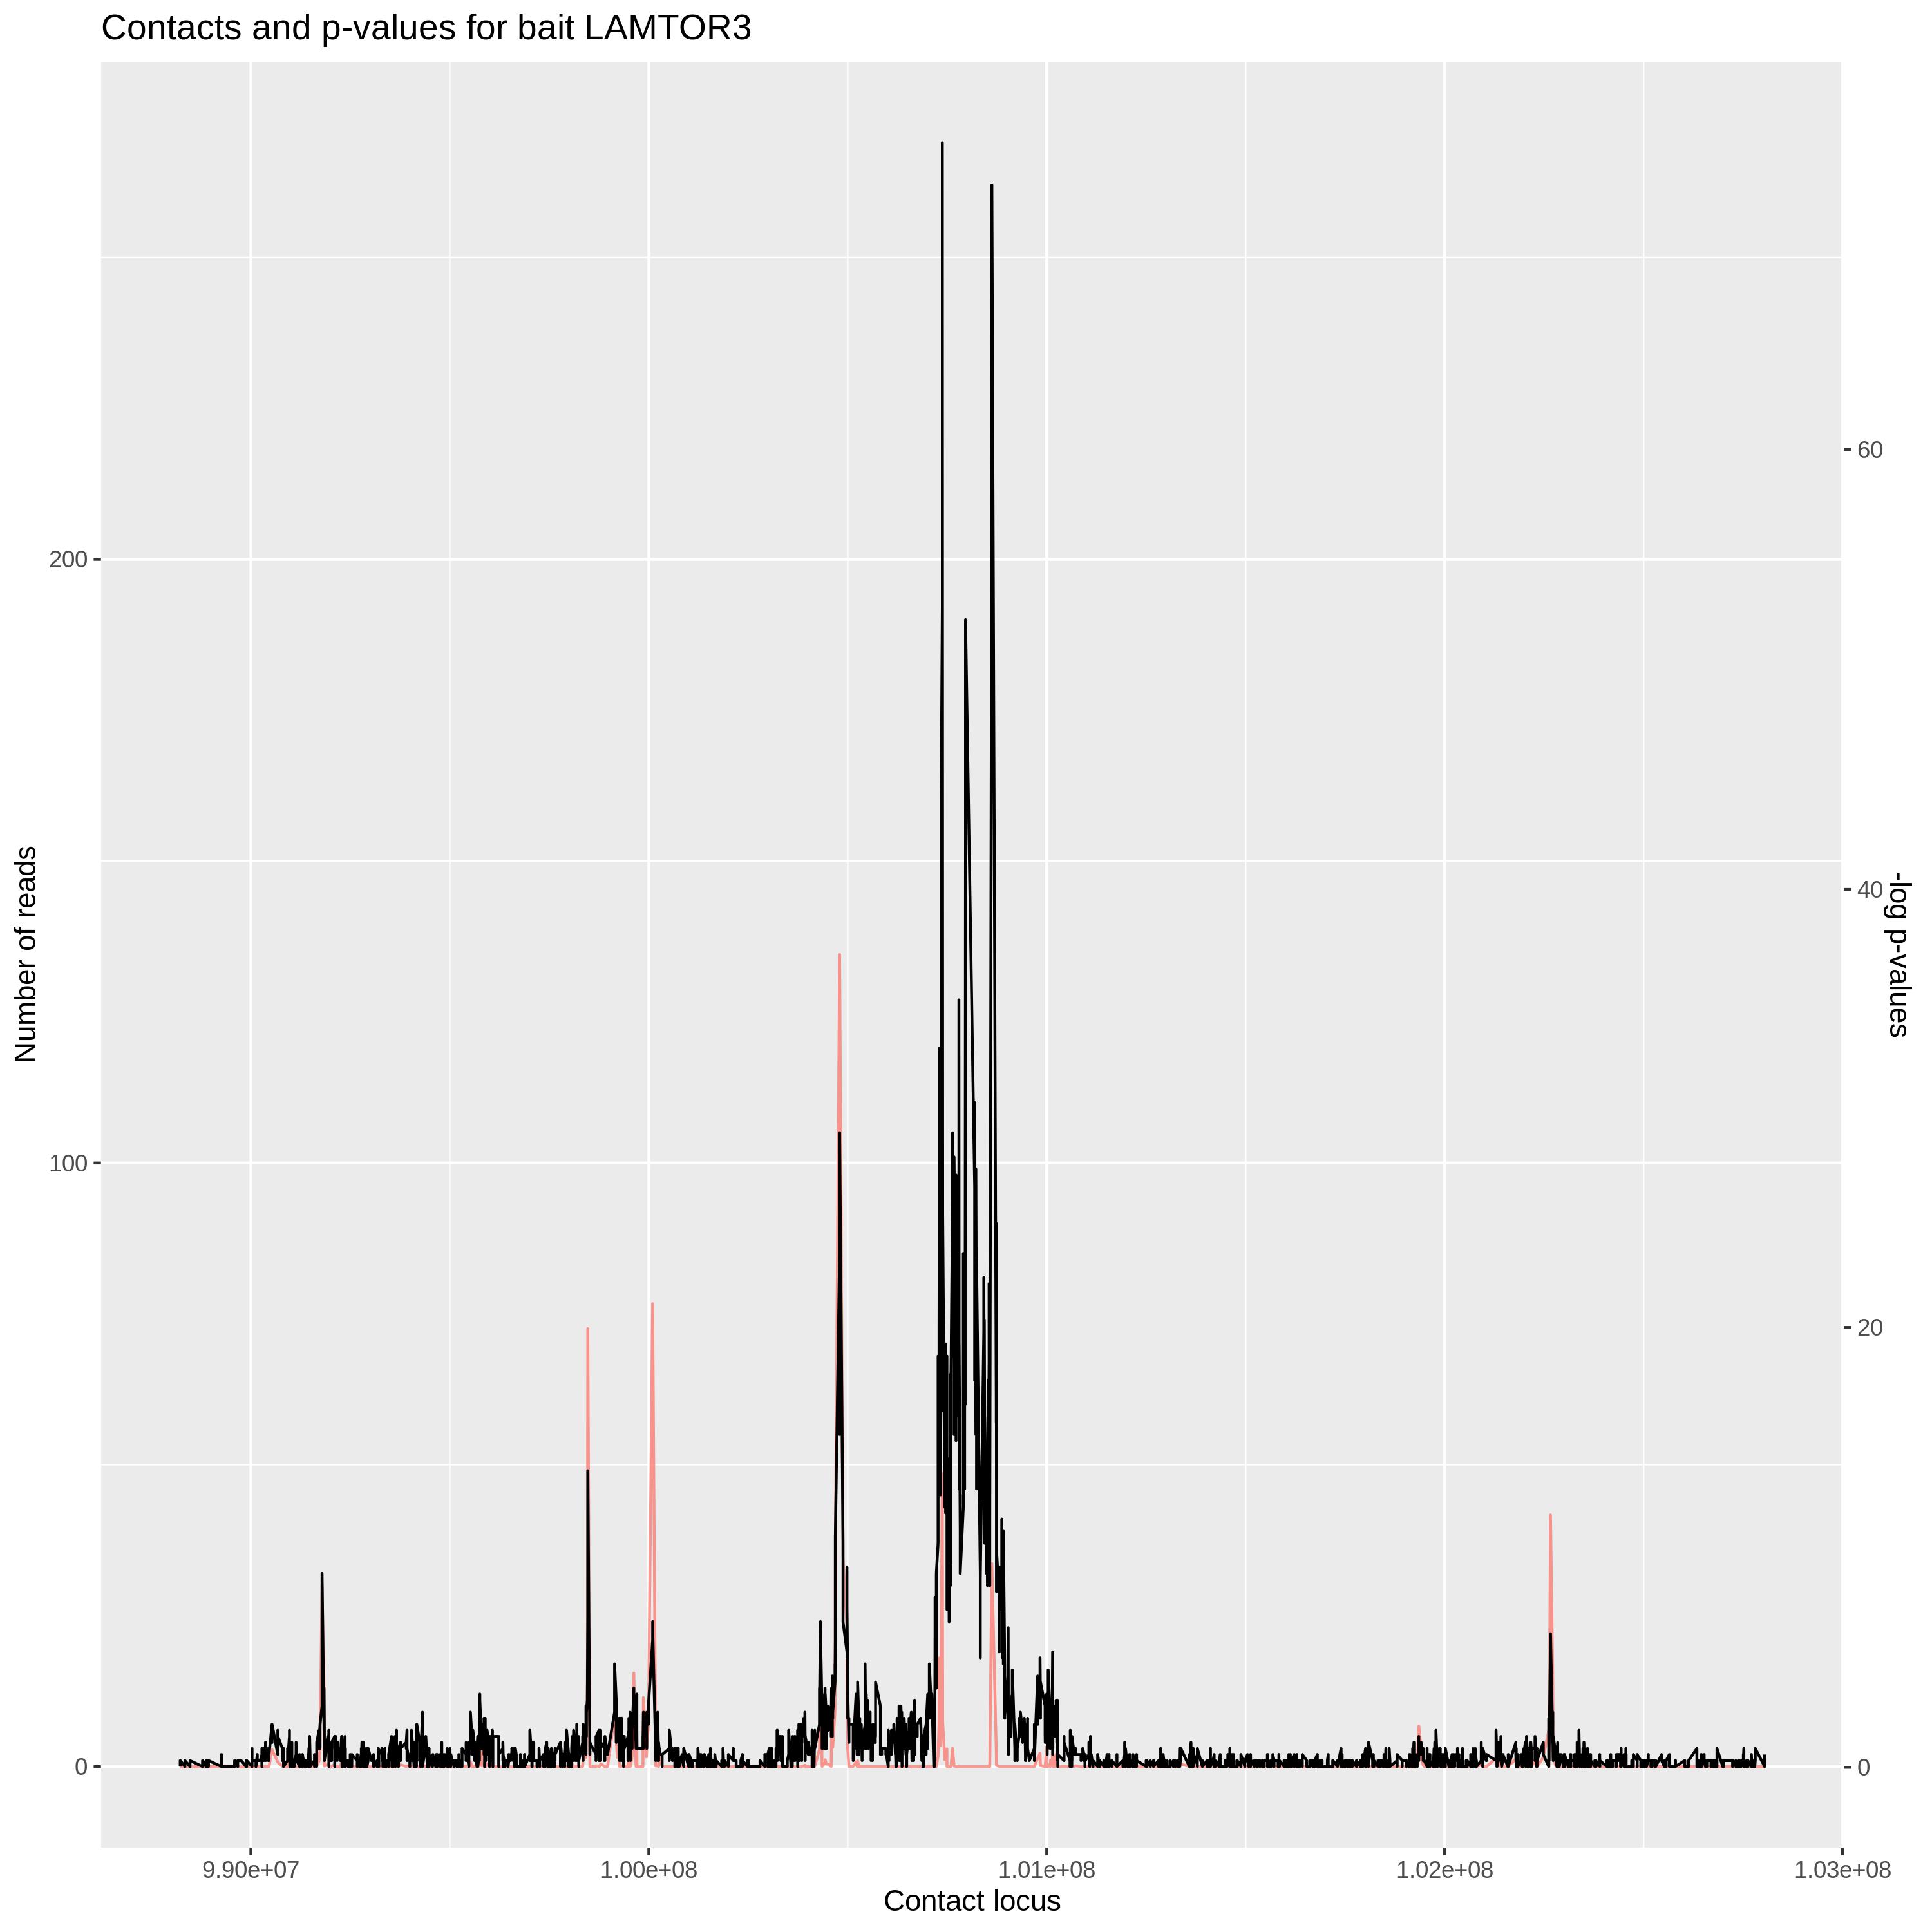 Contacts and p-values for bait LAMTOR3
Number of reads
200
100
0
60
40
20
0
-log p-values
9.90e+07
1.00e+08
1.01e+08
1.02e+08
1.03e+08
Contact locus